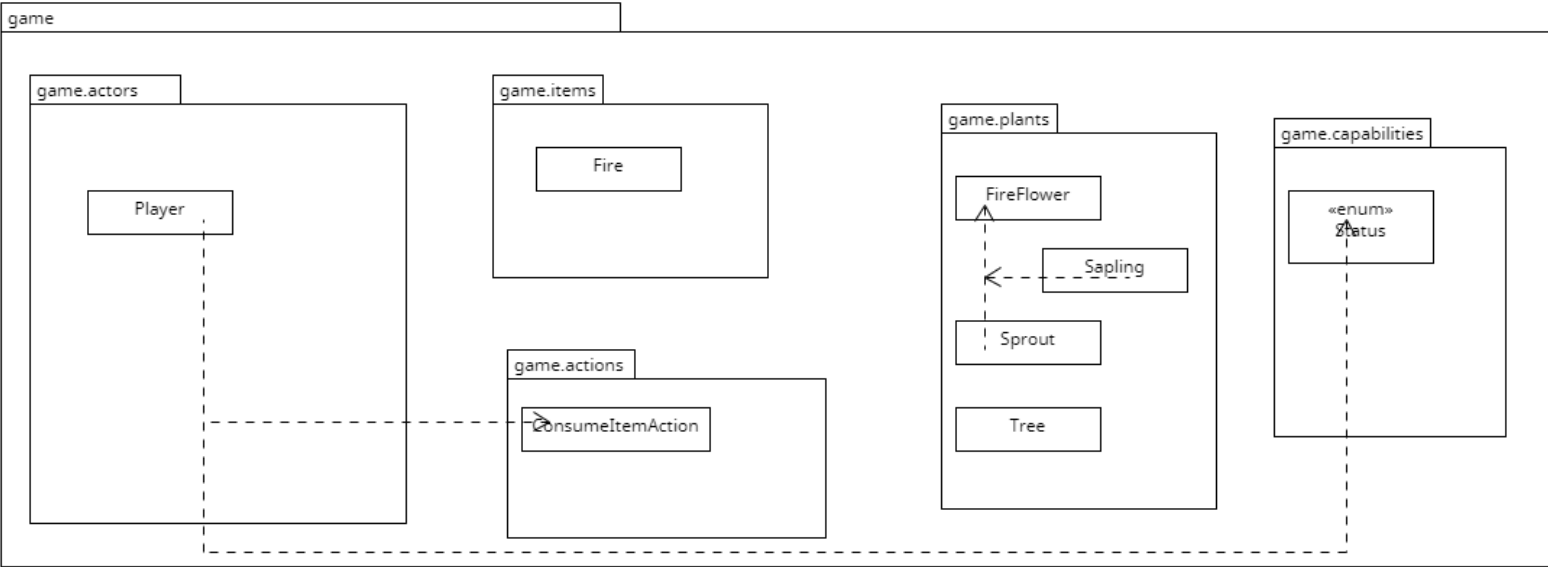 game
game.actors
Player
game.items
Fire
game.actions
ConsumeItemAction
game.plants
FireFlower
Sapling
Sprout
Tree
game.capabilities
«enum»
Status